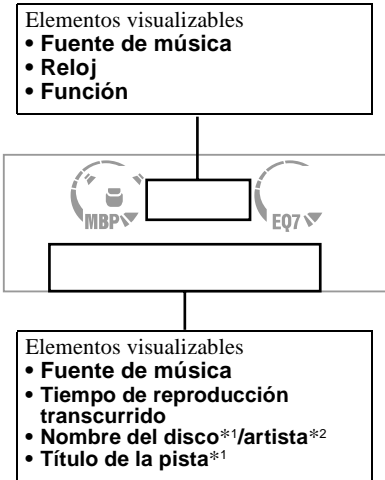 Elementos visualizables
• Fuente de música
• Reloj
• Función
MBP
EQ7
Elementos visualizables
• Fuente de música
• Tiempo de reproducción
transcurrido
• Nombre del disco*1/artista*2
• Título de la pista*1